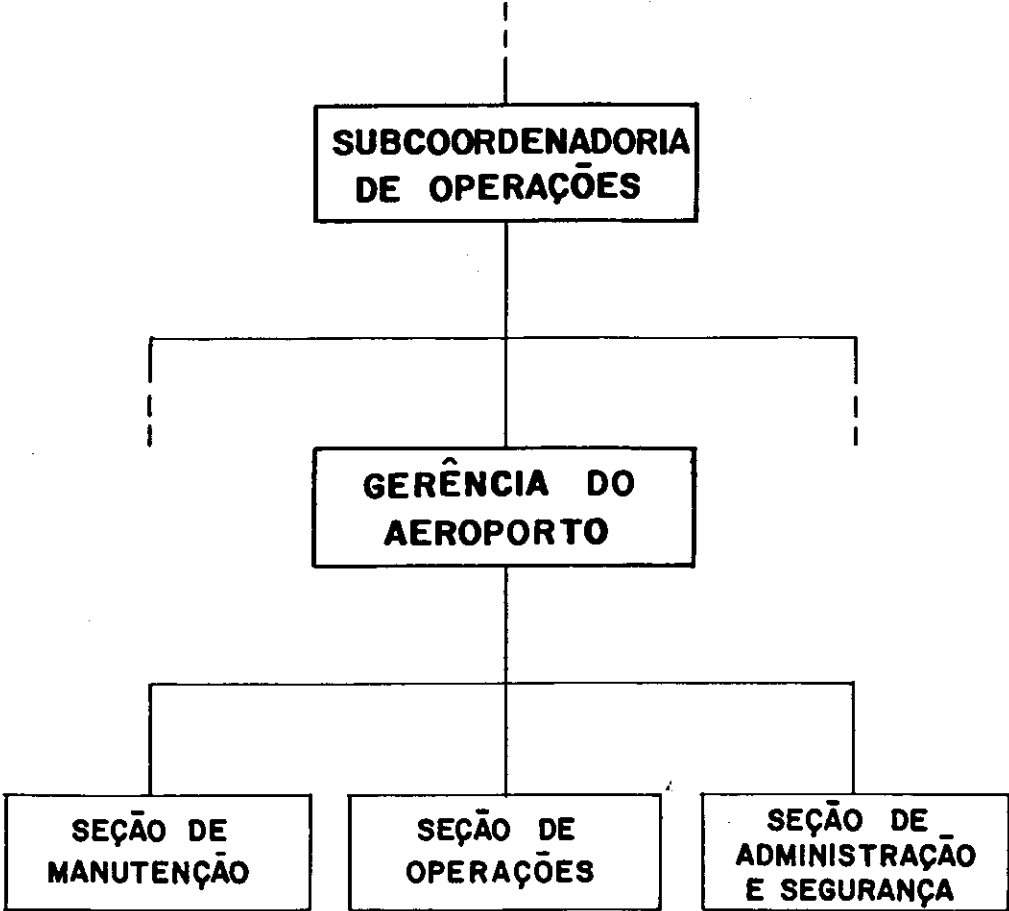 SUBCOORDENADORIA
DE OPERAÇÕES
GERÊNCIA DO
AEROPORTO
SEÇÃO DE
MANUTENÇÃO
SEÇÃO DE
OPERAÇÕES
SEÇÃO DE
ADMINISTRAÇÃO
E SEGURANÇA